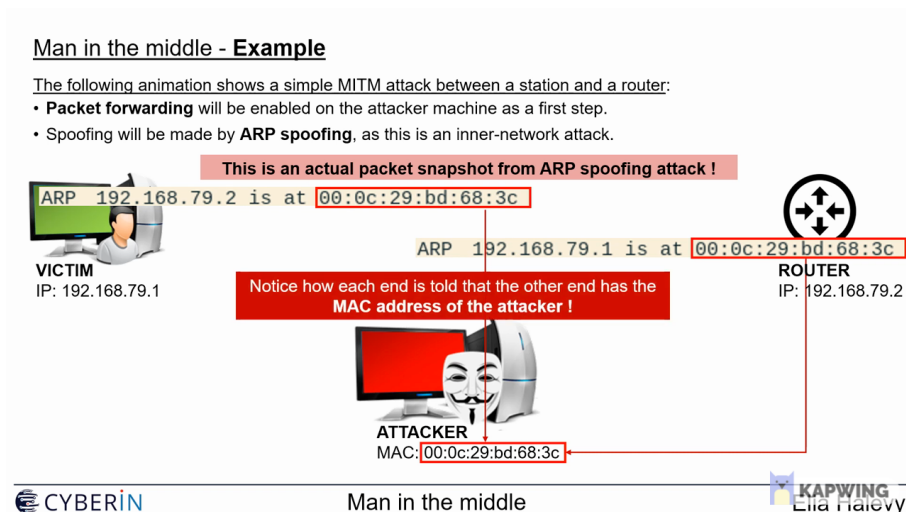 Man in the middle - Example
The following animation shows a simple MITM attack between a station and a router:
• Packet forwarding will be enabled on the attacker machine as a first step.
• Spoofing will be made by ARP spoofing, as this is an inner-network attack.
This is an actual packet snapshot from ARP spoofing attack !
ARP 192.168.79.2 is at 00:0c:29:bd:68:3c
ARP 192.168.79.1 is at 00:0c:29:bd:68:3c
VICTIM
IP: 192.168.79.1
ROUTER
IP: 192.168.79.2
Notice how each end is told that the other end has the
MAC address of the attacker !
ATTACKER
MAC: 00:0c:29:bd:68:3c
CYBERiN
Man in the middle
KAPWING
Ella Halevy